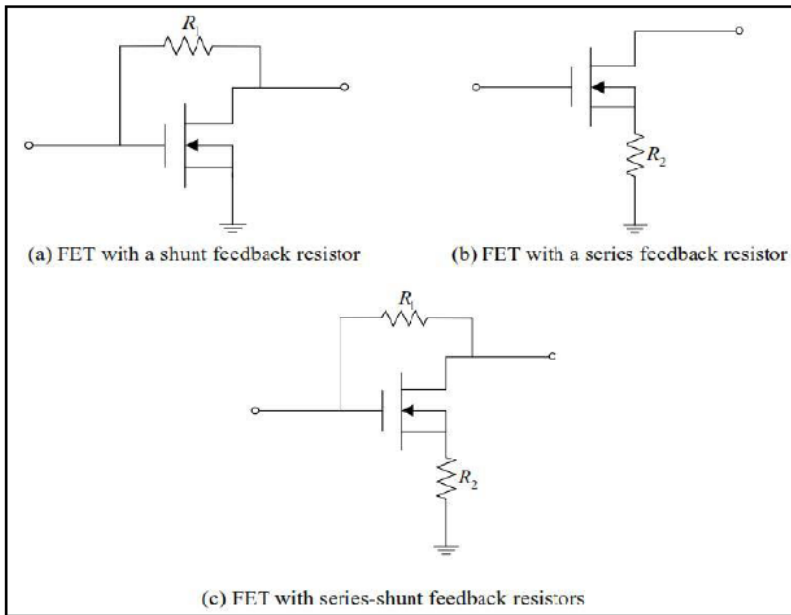 R₁
R₂
(a) FET with a shunt feedback resistor
(b) FET with a series feedback resistor
R₁
R₂
(c) FET with series-shunt feedback resistors